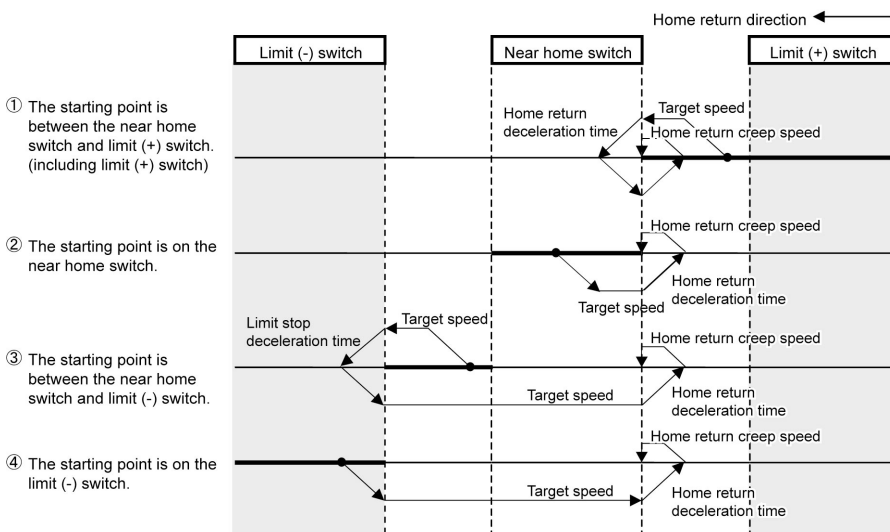 Home return direction
Limit (-) switch
Near home switch
Limit (+) switch
① The starting point is
between the near home
switch and limit (+) switch.
(including limit (+) switch)
Home return
deceleration time
Target speed
Home return creep speed
② The starting point is on the
near home switch.
Home return creep speed
Target speed
Home return
deceleration time
③ The starting point is
between the near home
switch and limit (-) switch.
Limit stop
deceleration time
Target speed
Home return creep speed
Target speed
Home return
deceleration time
④ The starting point is on the
limit (-) switch.
Home return creep speed
Target speed
Home return
deceleration time